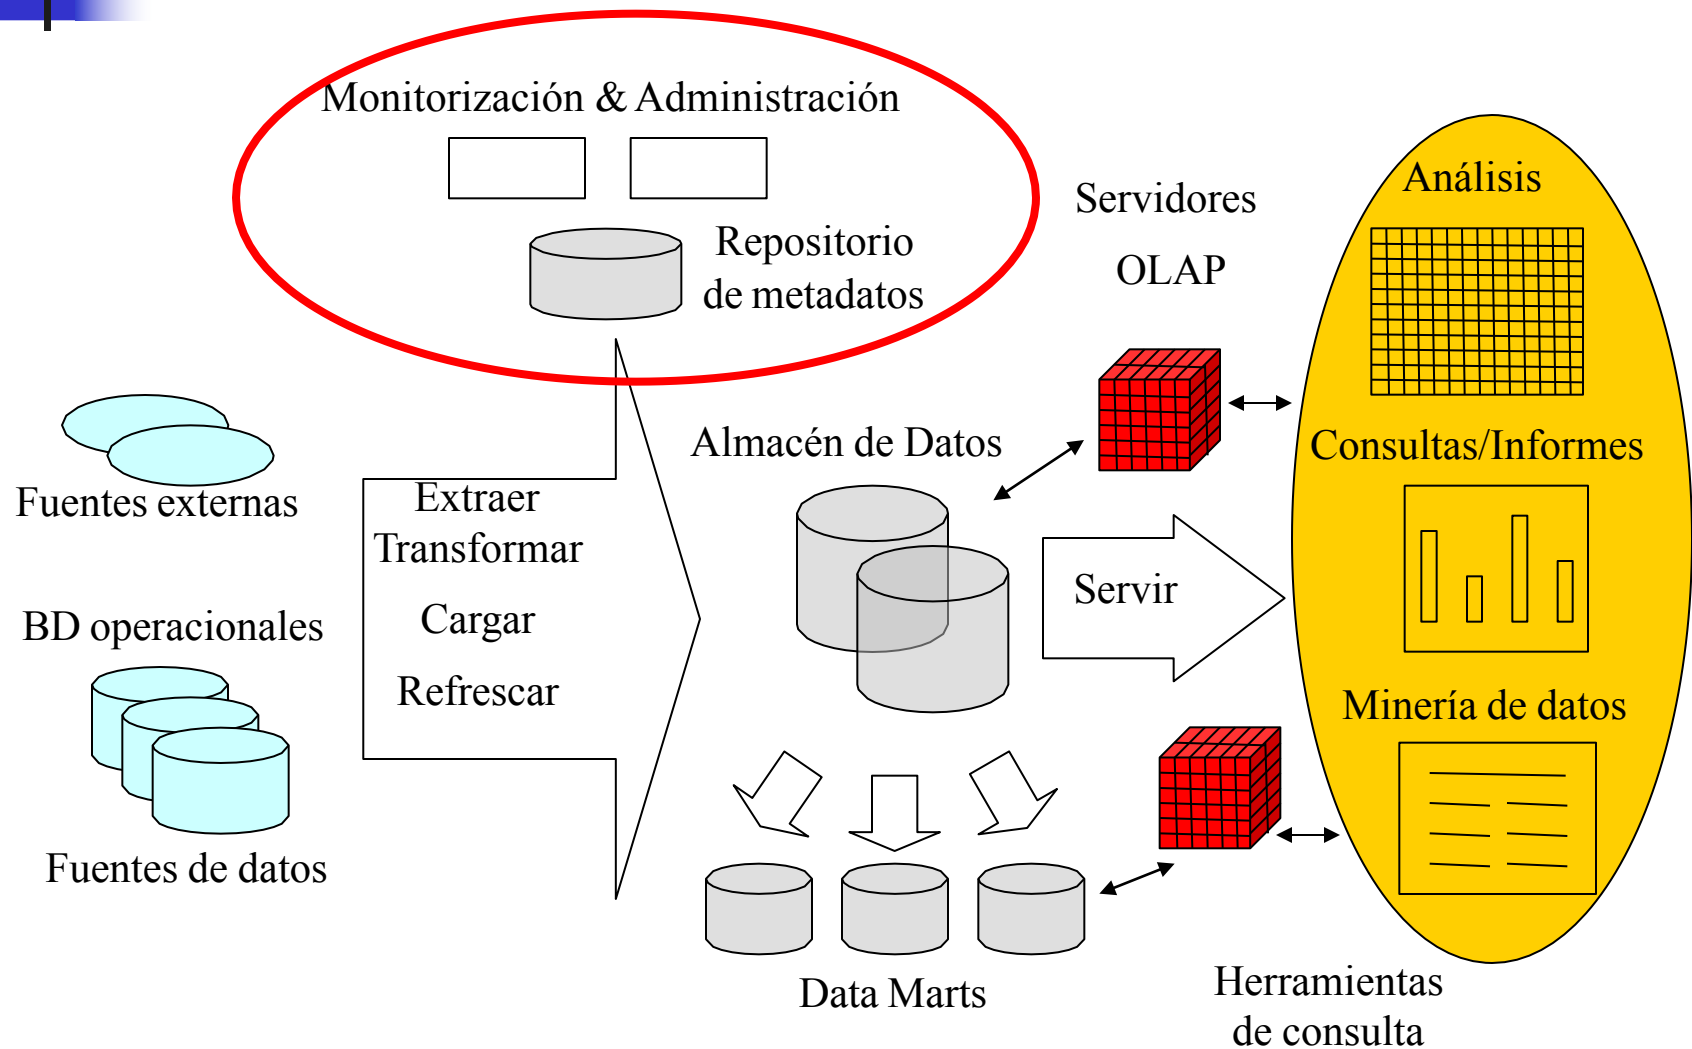 Monitorización & Administración
Repositorio
de metadatos
Servidores
OLAP
Análisis
Fuentes externas
Extraer
Transformar
Cargar
Refrescar
Almacén de Datos
Consultas/Informes
BD operacionales
Servir
Minería de datos
Fuentes de datos
Data Marts
Herramientas
de consulta